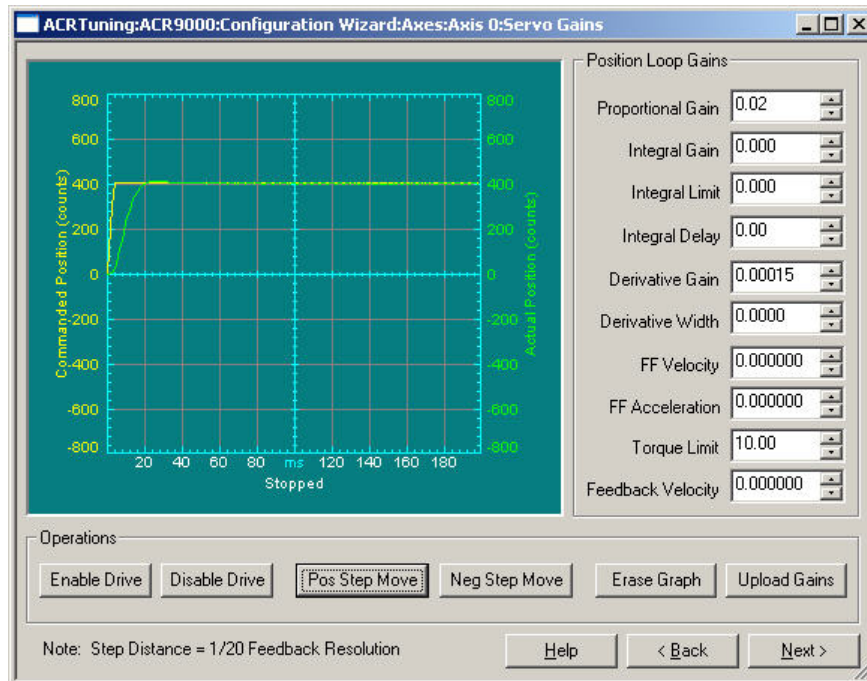 ACRTuning:ACR9000:Configuration Wizard:Axes:Axis 0:Servo Gains
Commanded Position (counts)
800
600
400
200
0
-200
-400
-600
-800
800
600
400
200
0
-200
-400
-600
-800
Actual Position (counts)
20 40 60 80 ms 120 140 160 180
Stopped
Position Loop Gains
Proportional Gain 0.02
Integral Gain 0.000
Integral Limit 0.000
Integral Delay 0.00
Derivative Gain 0.00015
Derivative Width 0.0000
FF Velocity 0.000000
FF Acceleration 0.000000
Torque Limit 10.00
Feedback Velocity 0.000000
Operations
Enable Drive Disable Drive Pos Step Move Neg Step Move Erase Graph Upload Gains
Note: Step Distance = 1/20 Feedback Resolution
Help < Back Next >